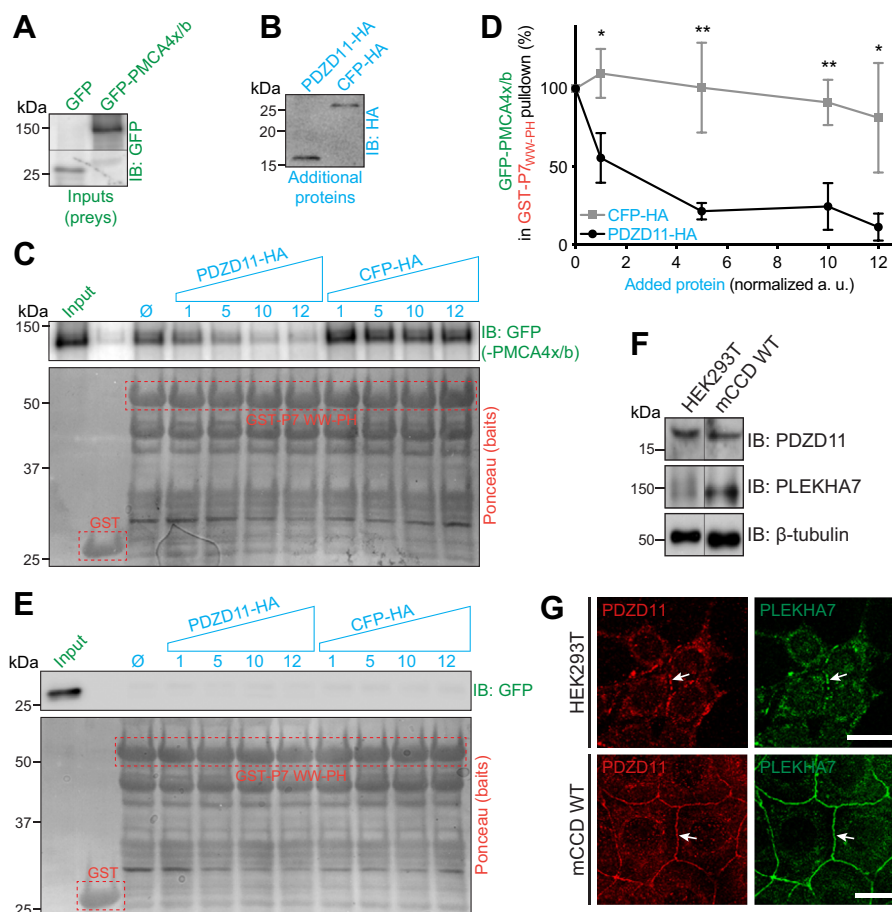 A
GFP
GFP-PMCA4x/b
kDa
150
25
IB: GFP
Inputs
(preys)
B
PDZD11-HA
CFP-HA
kDa
25
20
15
IB: HA
Additional
proteins
C
Input
PDZD11-HA
CFP-HA
kDa
Ø 1 5 10 12 1 5 10 12
150
IB: GFP
(-PMCA4x/b)
50
37
25
GST-P7 WW-PH
GST
Ponceau (baits)
D
GFP-PMCA4x/b
in GST-P7WW-PH pulldown (%)
100
50
0
* ** ** *
CFP-HA
PDZD11-HA
0 2 4 6 8 10 12
Added protein (normalized a. u.)
E
Input
PDZD11-HA
CFP-HA
kDa
Ø 1 5 10 12 1 5 10 12
25
IB: GFP
50
37
25
GST-P7 WW-PH
GST
Ponceau (baits)
F
HEK293T
mCCD WT
kDa
15
IB: PDZD11
150
IB: PLEKHA7
50
IB: β-tubulin
G
HEK293T
PDZD11
PLEKHA7
mCCD WT
PDZD11
PLEKHA7